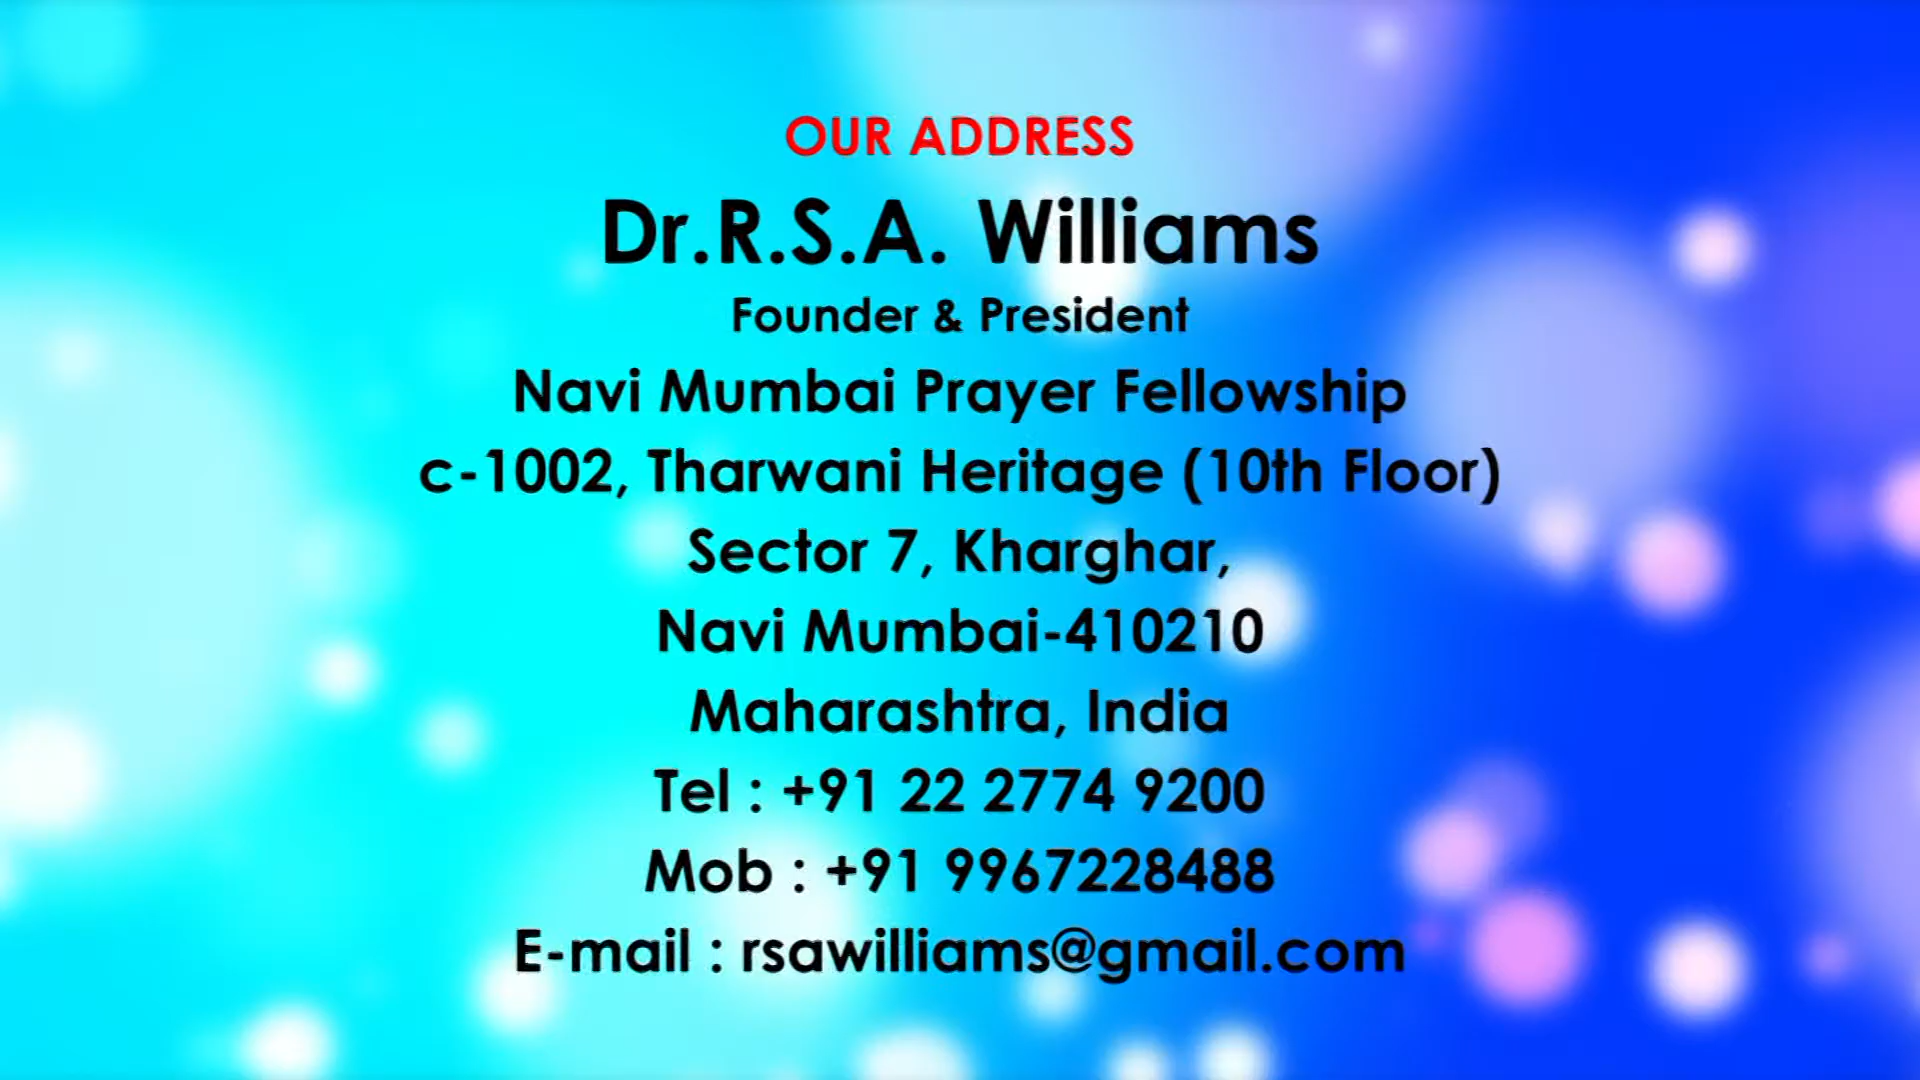 OUR ADDRESS
Dr.R.S.A. Williams
Founder & President
Navi Mumbai Prayer Fellowship
c-1002, Tharwani Heritage (10th Floor)
Sector 7, Kharghar,
Navi Mumbai-410210
Maharashtra, India
Tel : +91 22 2774 9200
Mob : +91 9967228488
E-mail : rsawilliams@gmail.com